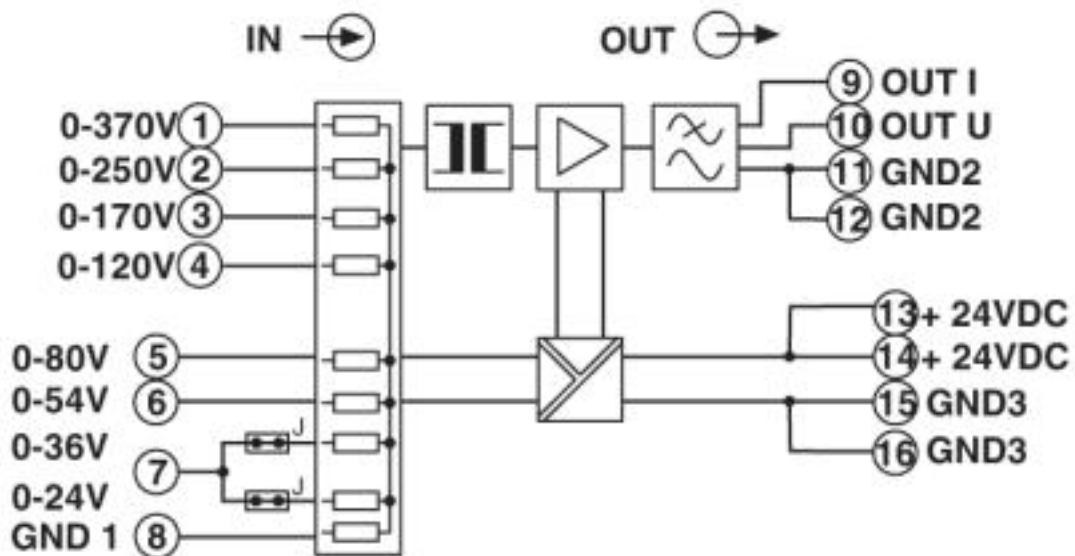 IN
OUT
0-370V 1
0-250V 2
0-170V 3
0-120V 4
0-80V 5
0-54V 6
0-36V
J
7
0-24V
J
GND 1 8
9 OUT I
10 OUT U
11 GND2
12 GND2
13 + 24VDC
14 + 24VDC
15 GND3
16 GND3